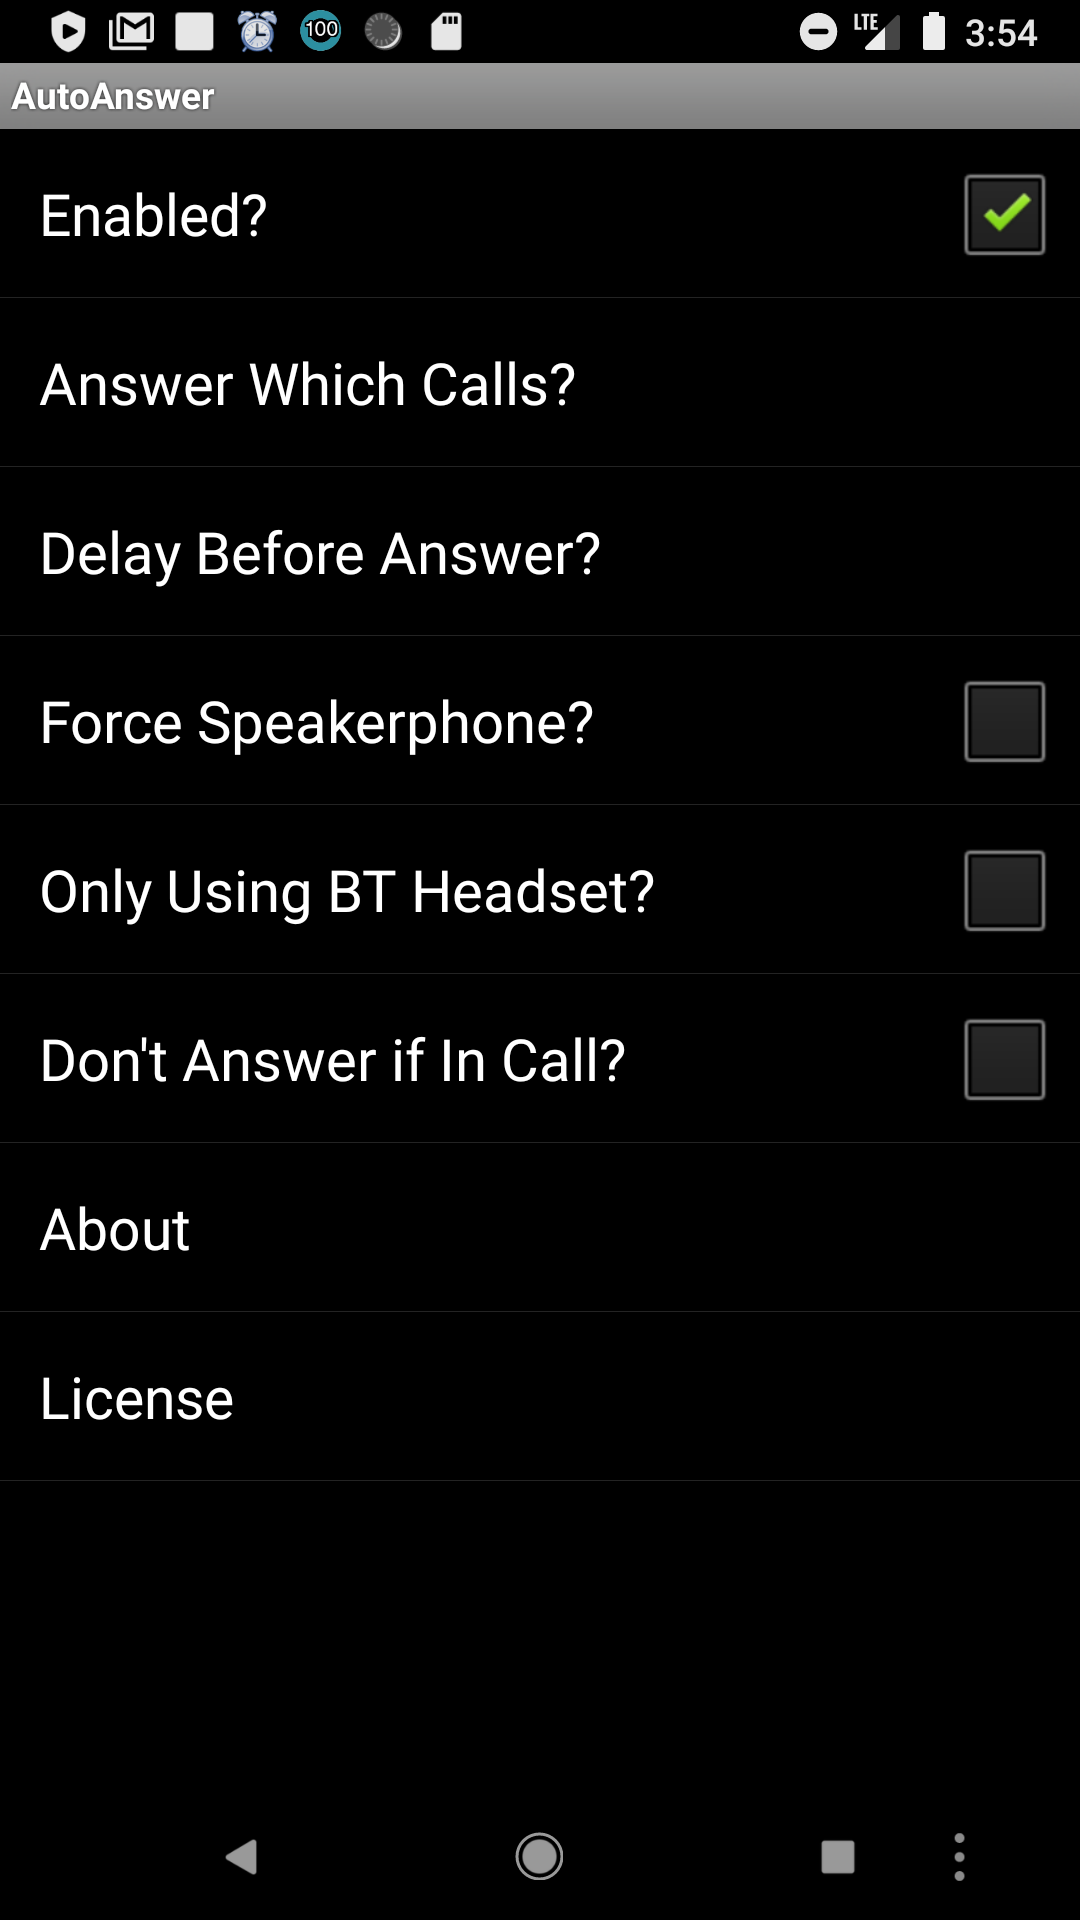 100 LTE 3:54
AutoAnswer
Enabled?
Answer Which Calls?
Delay Before Answer?
Force Speakerphone?
Only Using BT Headset?
Don't Answer if In Call?
About
License